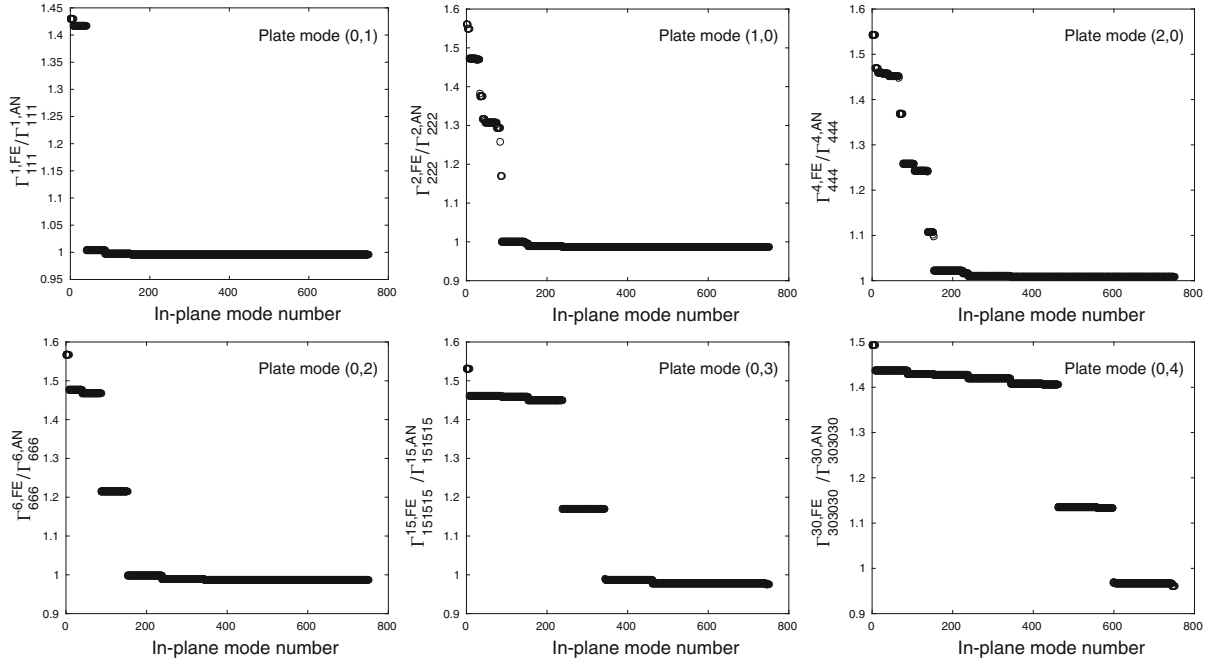 Plate mode (0,1)
1.45
1.4
1.35
1.3
1.25
1.2
1.15
1.1
1.05
1
0.95
0 200 400 600 800
Γ^{1,FE}_{111}/Γ^{1,AN}_{111}
In-plane mode number
Plate mode (1,0)
1.6
1.5
1.4
1.3
1.2
1.1
1
0.9
0 200 400 600 800
Γ^{2,FE}_{222}/Γ^{2,AN}_{222}
In-plane mode number
Plate mode (2,0)
1.6
1.5
1.4
1.3
1.2
1.1
1
0.9
0 200 400 600 800
Γ^{4,FE}_{444}/Γ^{4,AN}_{444}
In-plane mode number
Plate mode (0,2)
1.6
1.5
1.4
1.3
1.2
1.1
1
0.9
0 200 400 600 800
Γ^{6,FE}_{666}/Γ^{6,AN}_{666}
In-plane mode number
Plate mode (0,3)
1.6
1.5
1.4
1.3
1.2
1.1
1
0.9
0 200 400 600 800
Γ^{15,FE}_{151515}/Γ^{15,AN}_{151515}
In-plane mode number
Plate mode (0,4)
1.5
1.4
1.3
1.2
1.1
1
0.9
0 200 400 600 800
Γ^{30,FE}_{303030}/Γ^{30,AN}_{303030}
In-plane mode number